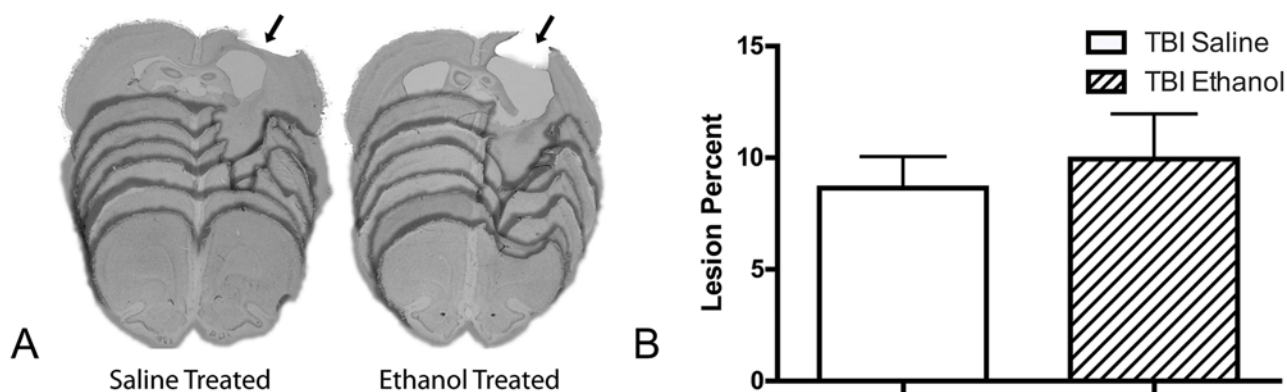 A
Saline Treated
Ethanol Treated
B
Lesion Percent
15
10
5
0
TBI Saline
TBI Ethanol